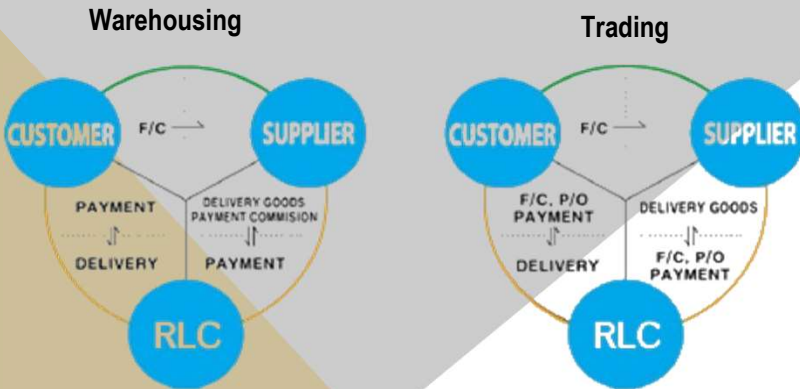 Warehousing
CUSTOMER
F/C
SUPPLIER
PAYMENT
DELIVERY
DELIVERY GOODS
PAYMENT COMMISION
PAYMENT
RLC
Trading
CUSTOMER
F/C
SUPPLIER
F/C, P/O
PAYMENT
DELIVERY
DELIVERY GOODS
F/C, P/O
PAYMENT
RLC